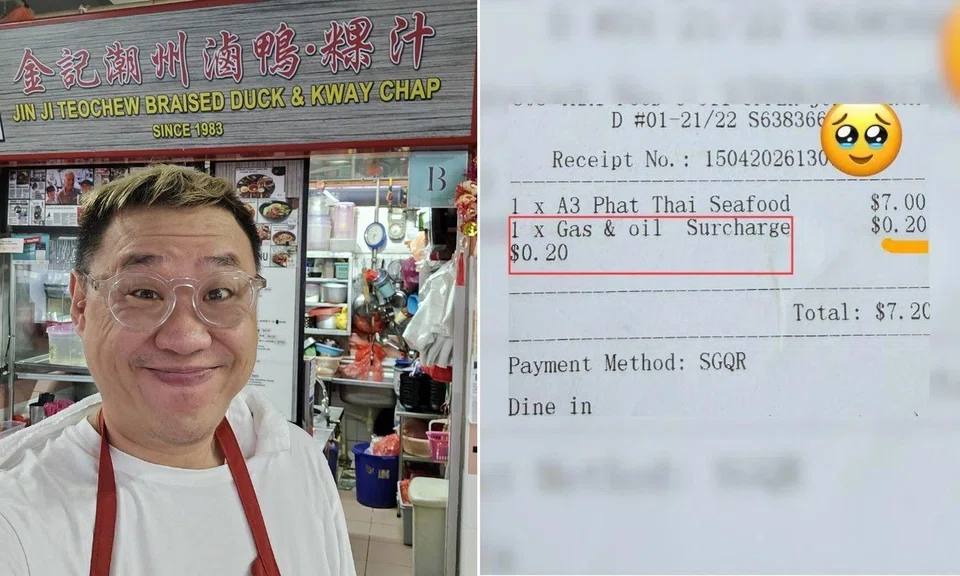 金記潮州滷鴨·粿汁
JIN JI TEOCHEW BRAISED DUCK & KWAY CHAP
SINCE 1983
B
D #01-21/22 S638366
Receipt No.: 15042026130
1 x A3 Phat Thai Seafood $7.00
1 x Gas & oil Surcharge $0.20
$0.20
Total: $7.20
Payment Method: SGQR
Dine in